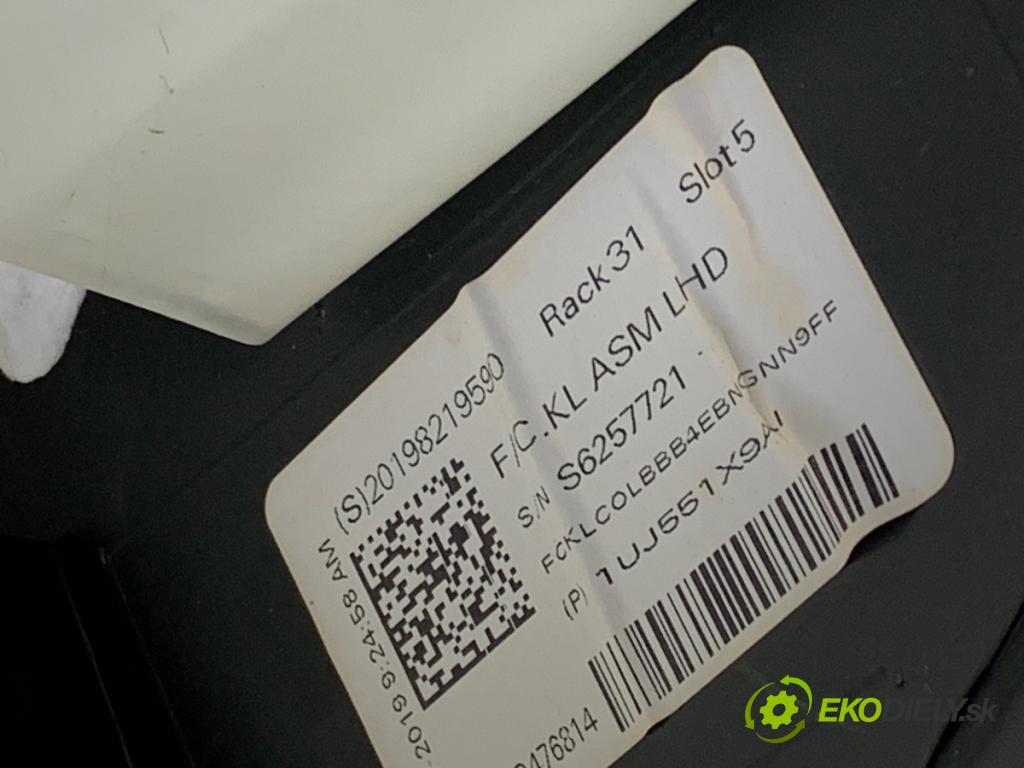 Rack 31 Slot 5
(S)20198219590
F/C.KL ASM LHD
S/N S6257721
FCKLCOLBBB4EBNGNN9FF
(P) 1UJ551X9AI
2019 9:24:58 AM
476814
EKODIELY.sk